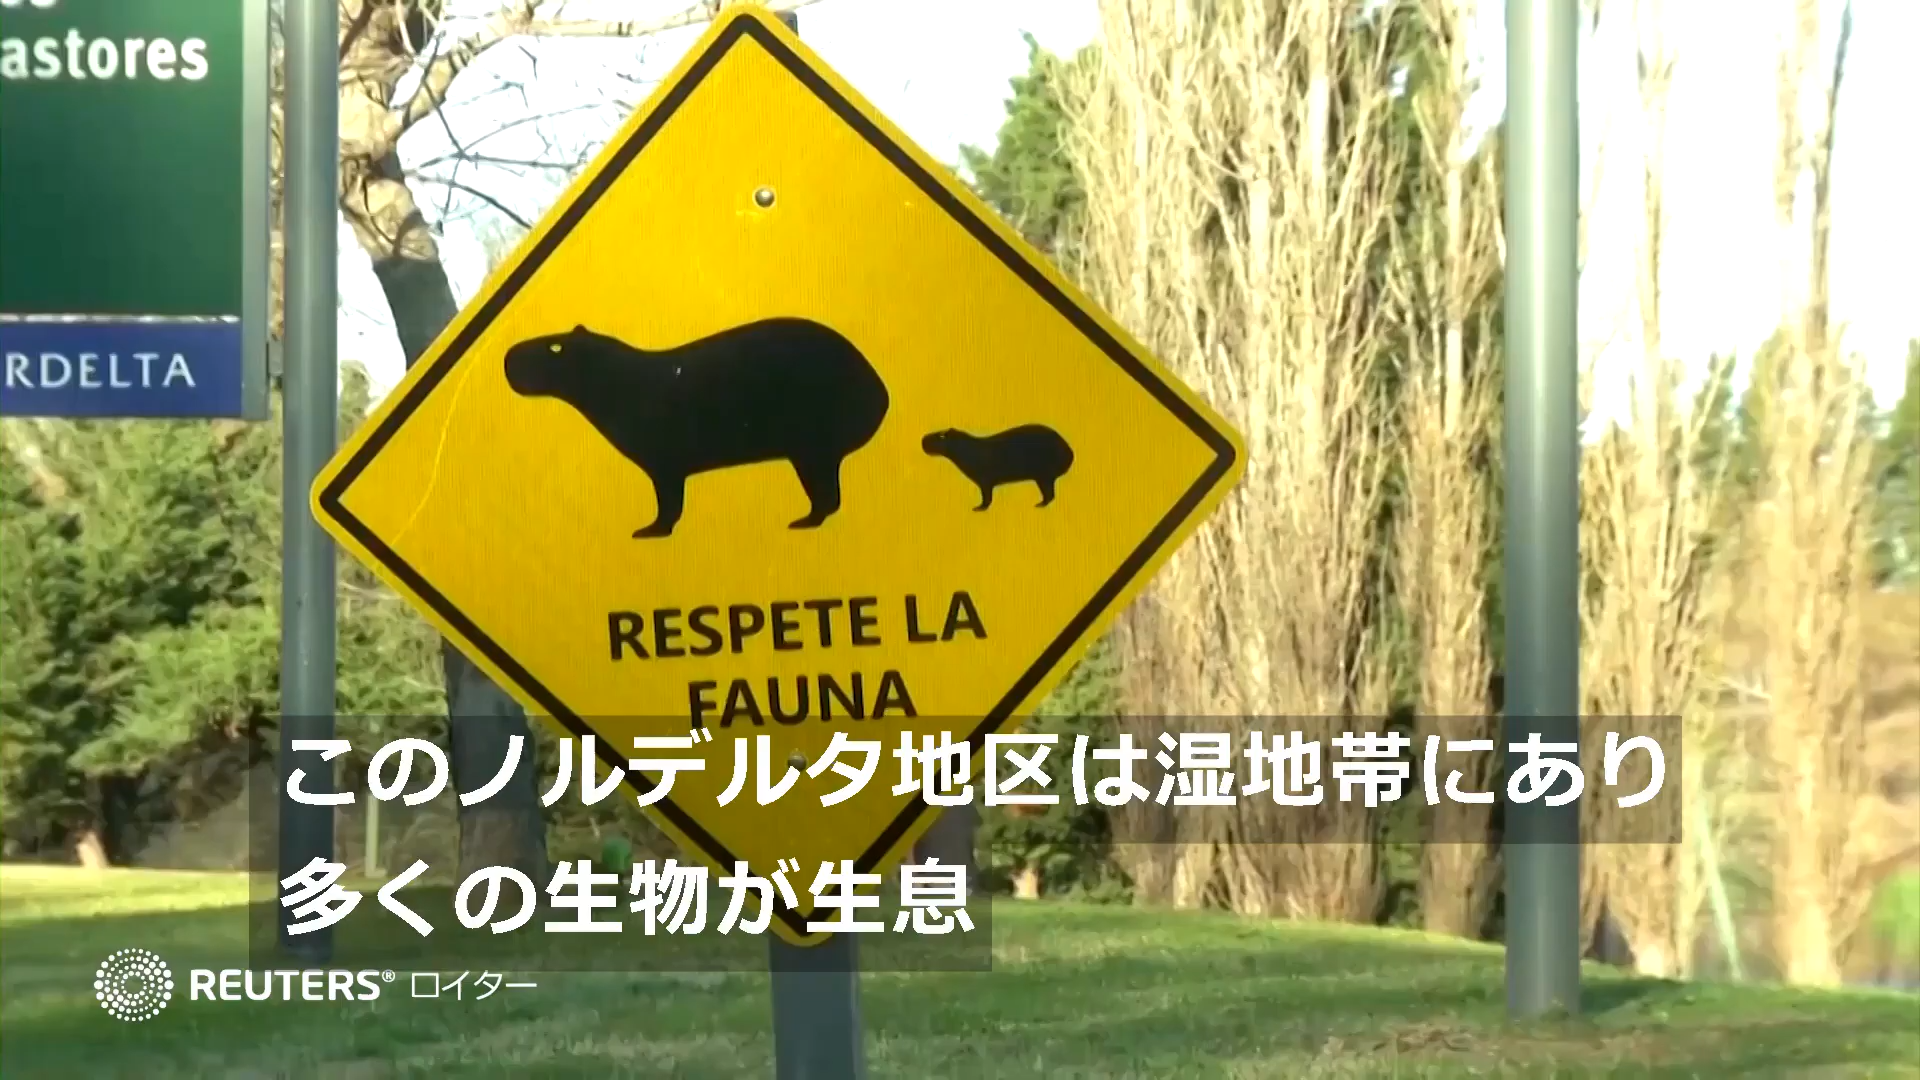 astores
RDELTA
RESPETE LA
FAUNA
このノルデルタ地区は湿地帯にあり
多くの生物が生息
REUTERS® ロイター